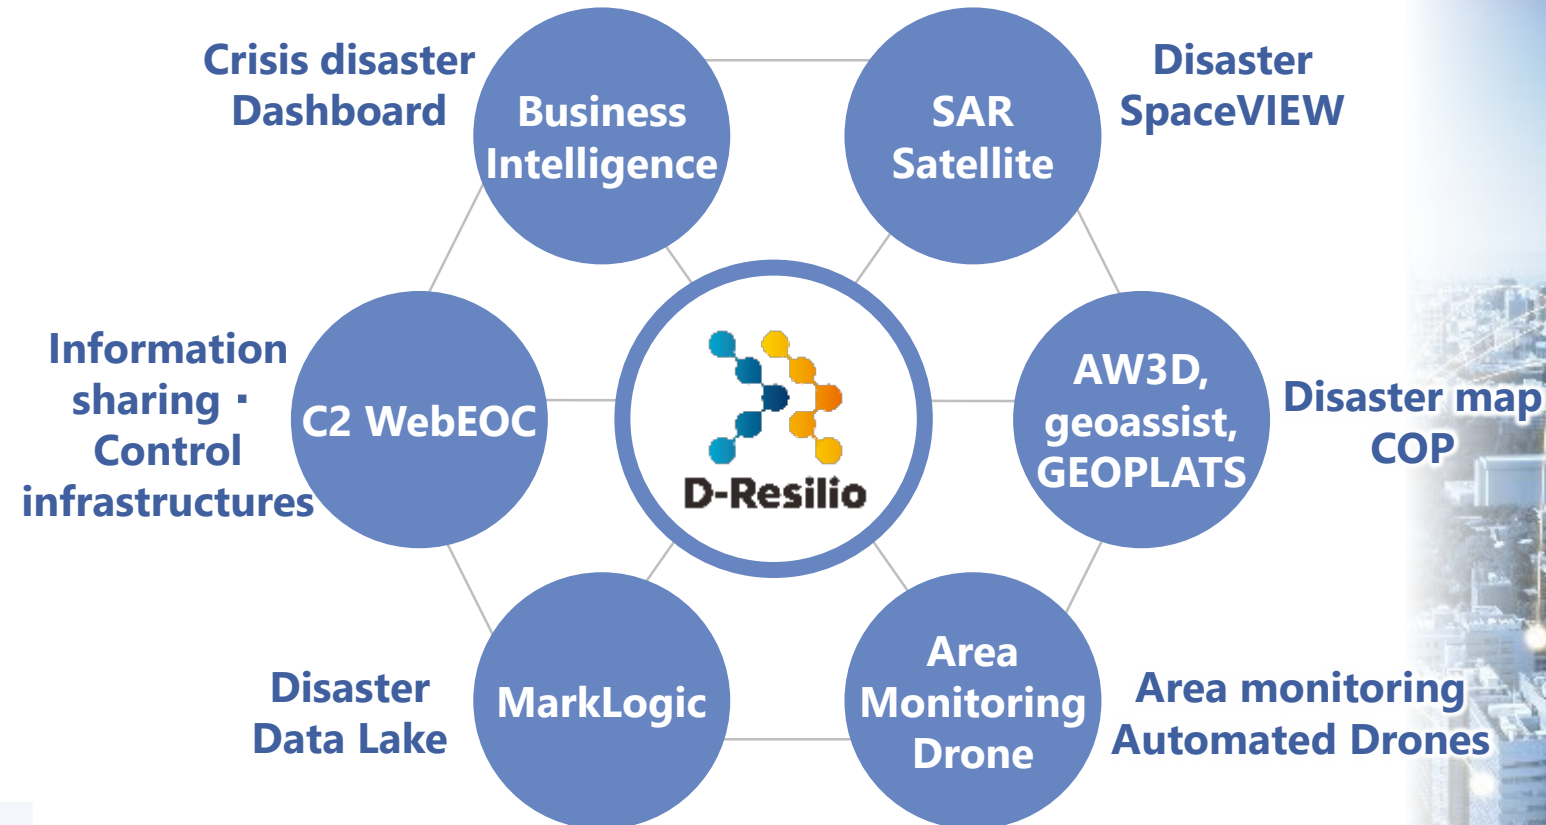 Crisis disaster
Dashboard
Business
Intelligence
SAR
Satellite
Disaster
SpaceVIEW
Information
sharing・
Control
infrastructures
C2 WebEOC
D-Resilio
AW3D,
geoassist,
GEOPLATS
Disaster map
COP
Disaster
Data Lake
MarkLogic
Area
Monitoring
Drone
Area monitoring
Automated Drones